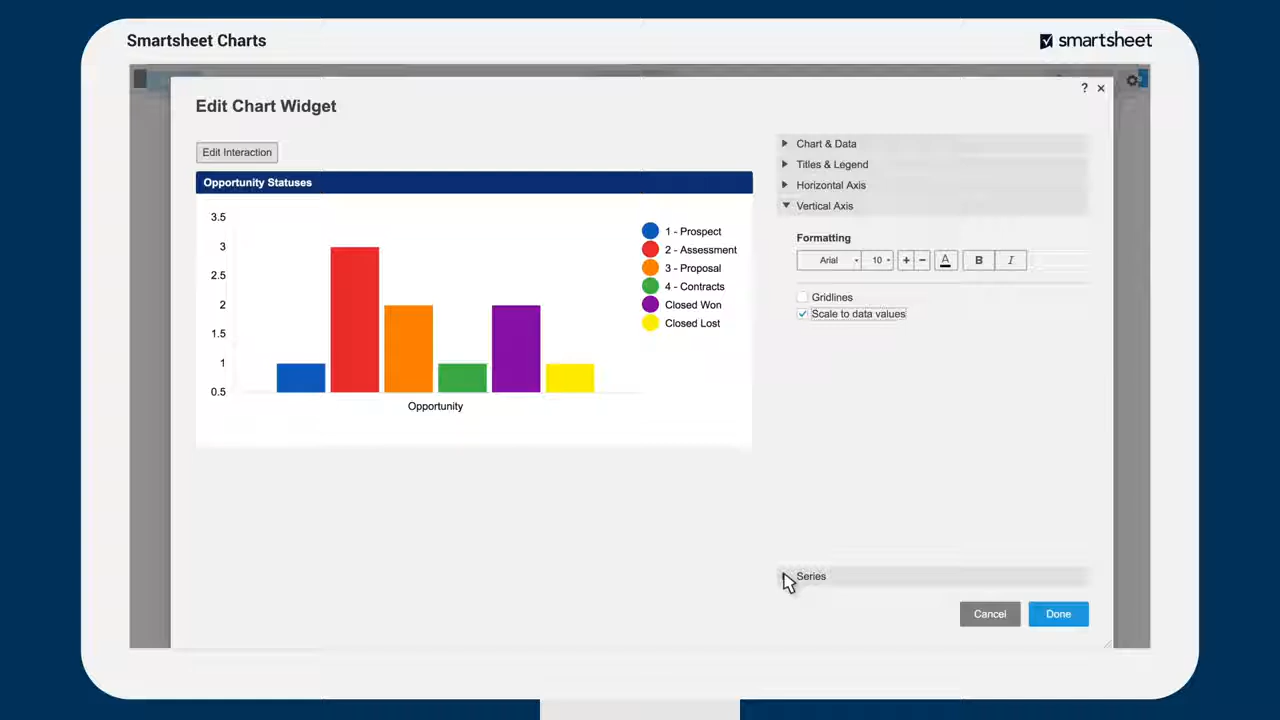 Smartsheet Charts
smartsheet
? ×
Edit Chart Widget
Edit Interaction
Opportunity Statuses
3.5
3
2.5
2
1.5
1
0.5
Opportunity
1 - Prospect
2 - Assessment
3 - Proposal
4 - Contracts
Closed Won
Closed Lost
Chart & Data
Titles & Legend
Horizontal Axis
Vertical Axis
Formatting
Arial 10 + − A B I
Gridlines
Scale to data values
Series
Cancel Done